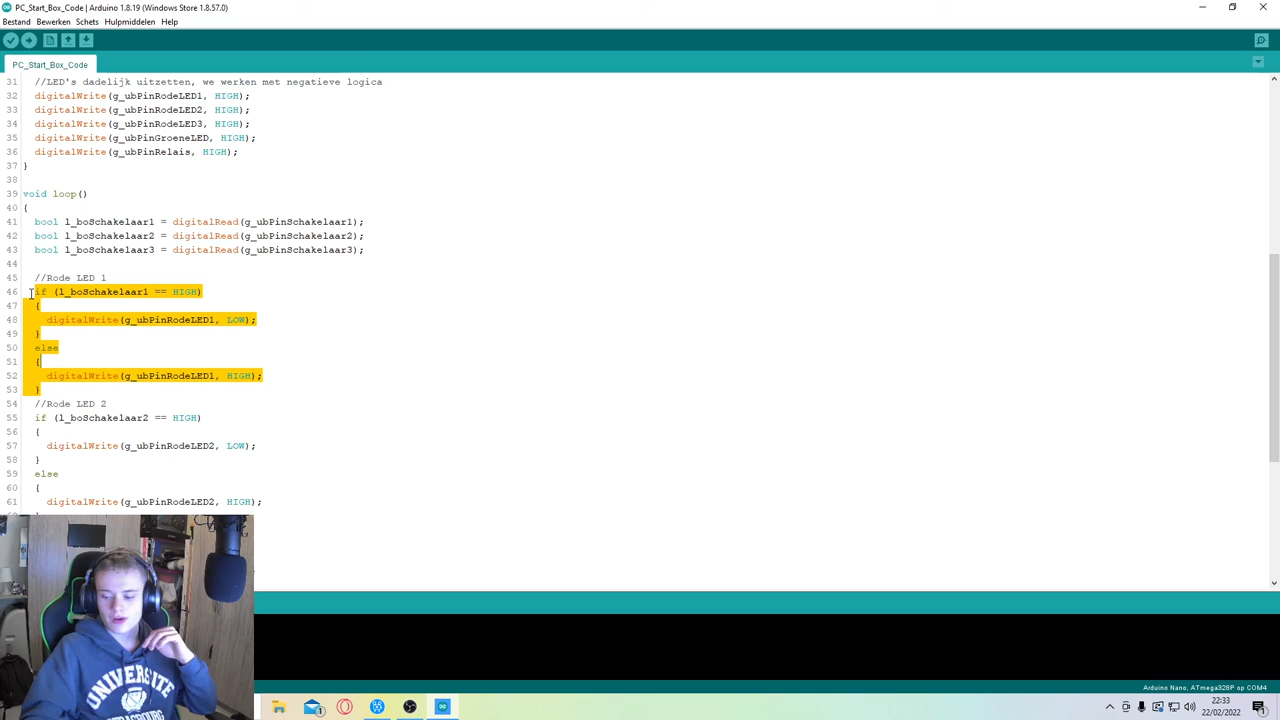 PC_Start_Box_Code | Arduino 1.8.19 (Windows Store 1.8.57.0)
Bestand Bewerken Schets Hulpmiddelen Help
PC_Start_Box_Code
31 //LED's dadelijk uitzetten, we werken met negatieve logica
32 digitalWrite(g_ubPinRodeLED1, HIGH);
33 digitalWrite(g_ubPinRodeLED2, HIGH);
34 digitalWrite(g_ubPinRodeLED3, HIGH);
35 digitalWrite(g_ubPinGroeneLED, HIGH);
36 digitalWrite(g_ubPinRelais, HIGH);
37 }
38
39 void loop()
40 {
41 bool l_boSchakelaar1 = digitalRead(g_ubPinSchakelaar1);
42 bool l_boSchakelaar2 = digitalRead(g_ubPinSchakelaar2);
43 bool l_boSchakelaar3 = digitalRead(g_ubPinSchakelaar3);
44
45 //Rode LED 1
46 if (l_boSchakelaar1 == HIGH)
47 {
48 digitalWrite(g_ubPinRodeLED1, LOW);
49 }
50 else
51 {
52 digitalWrite(g_ubPinRodeLED1, HIGH);
53 }
54 //Rode LED 2
55 if (l_boSchakelaar2 == HIGH)
56 {
57 digitalWrite(g_ubPinRodeLED2, LOW);
58 }
59 else
60 {
61 digitalWrite(g_ubPinRodeLED2, HIGH);
UNIVERSITE
STRASBOURG
Arduino Nano, ATmega328P op COM4
22:33
22/02/2022